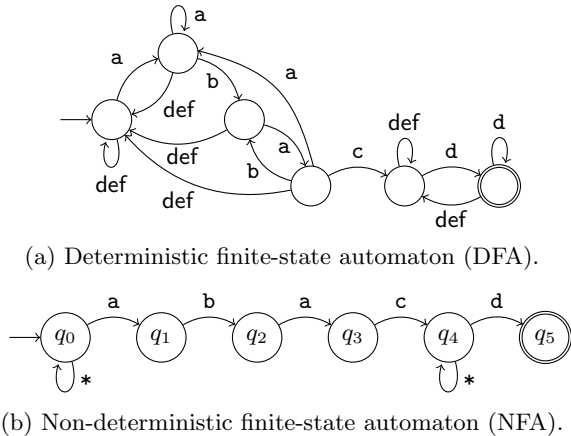 a
a
b
a
def
def
a
b
c
def
d
d
def
def
def
(a) Deterministic finite-state automaton (DFA).
a b a c d
q0 q1 q2 q3 q4 q5
* *
(b) Non-deterministic finite-state automaton (NFA).